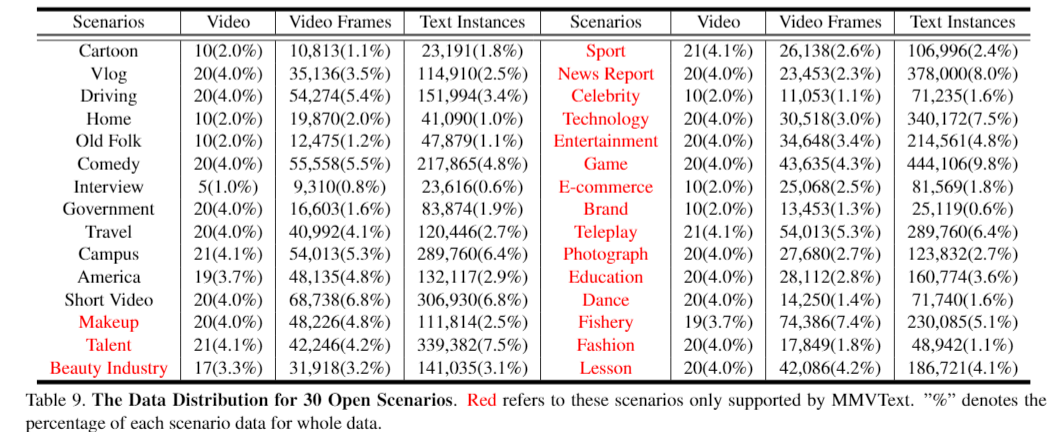 Scenarios Video Video Frames Text Instances Scenarios Video Video Frames Text Instances
Cartoon 10(2.0%) 10,813(1.1%) 23,191(1.8%) Sport 21(4.1%) 26,138(2.6%) 106,996(2.4%)
Vlog 20(4.0%) 35,136(3.5%) 114,910(2.5%) News Report 20(4.0%) 23,453(2.3%) 378,000(8.0%)
Driving 20(4.0%) 54,274(5.4%) 151,994(3.4%) Celebrity 10(2.0%) 11,053(1.1%) 71,235(1.6%)
Home 10(2.0%) 19,870(2.0%) 41,090(1.0%) Technology 20(4.0%) 30,518(3.0%) 340,172(7.5%)
Old Folk 10(2.0%) 12,475(1.2%) 47,879(1.1%) Entertainment 20(4.0%) 34,648(3.4%) 214,561(4.8%)
Comedy 20(4.0%) 55,558(5.5%) 217,865(4.8%) Game 20(4.0%) 43,635(4.3%) 444,106(9.8%)
Interview 5(1.0%) 9,310(0.8%) 23,616(0.6%) E-commerce 10(2.0%) 25,068(2.5%) 81,569(1.8%)
Government 20(4.0%) 16,603(1.6%) 83,874(1.9%) Brand 10(2.0%) 13,453(1.3%) 25,119(0.6%)
Travel 20(4.0%) 40,992(4.1%) 120,446(2.7%) Teleplay 21(4.1%) 54,013(5.3%) 289,760(6.4%)
Campus 21(4.1%) 54,013(5.3%) 289,760(6.4%) Photograph 20(4.0%) 27,680(2.7%) 123,832(2.7%)
America 19(3.7%) 48,135(4.8%) 132,117(2.9%) Education 20(4.0%) 28,112(2.8%) 160,774(3.6%)
Short Video 20(4.0%) 68,738(6.8%) 306,930(6.8%) Dance 20(4.0%) 14,250(1.4%) 71,740(1.6%)
Makeup 20(4.0%) 48,226(4.8%) 111,814(2.5%) Fishery 19(3.7%) 74,386(7.4%) 230,085(5.1%)
Talent 21(4.1%) 42,246(4.2%) 339,382(7.5%) Fashion 20(4.0%) 17,849(1.8%) 48,942(1.1%)
Beauty Industry 17(3.3%) 31,918(3.2%) 141,035(3.1%) Lesson 20(4.0%) 42,086(4.2%) 186,721(4.1%)
Table 9. The Data Distribution for 30 Open Scenarios. Red refers to these scenarios only supported by MMVText. ”%” denotes the
percentage of each scenario data for whole data.